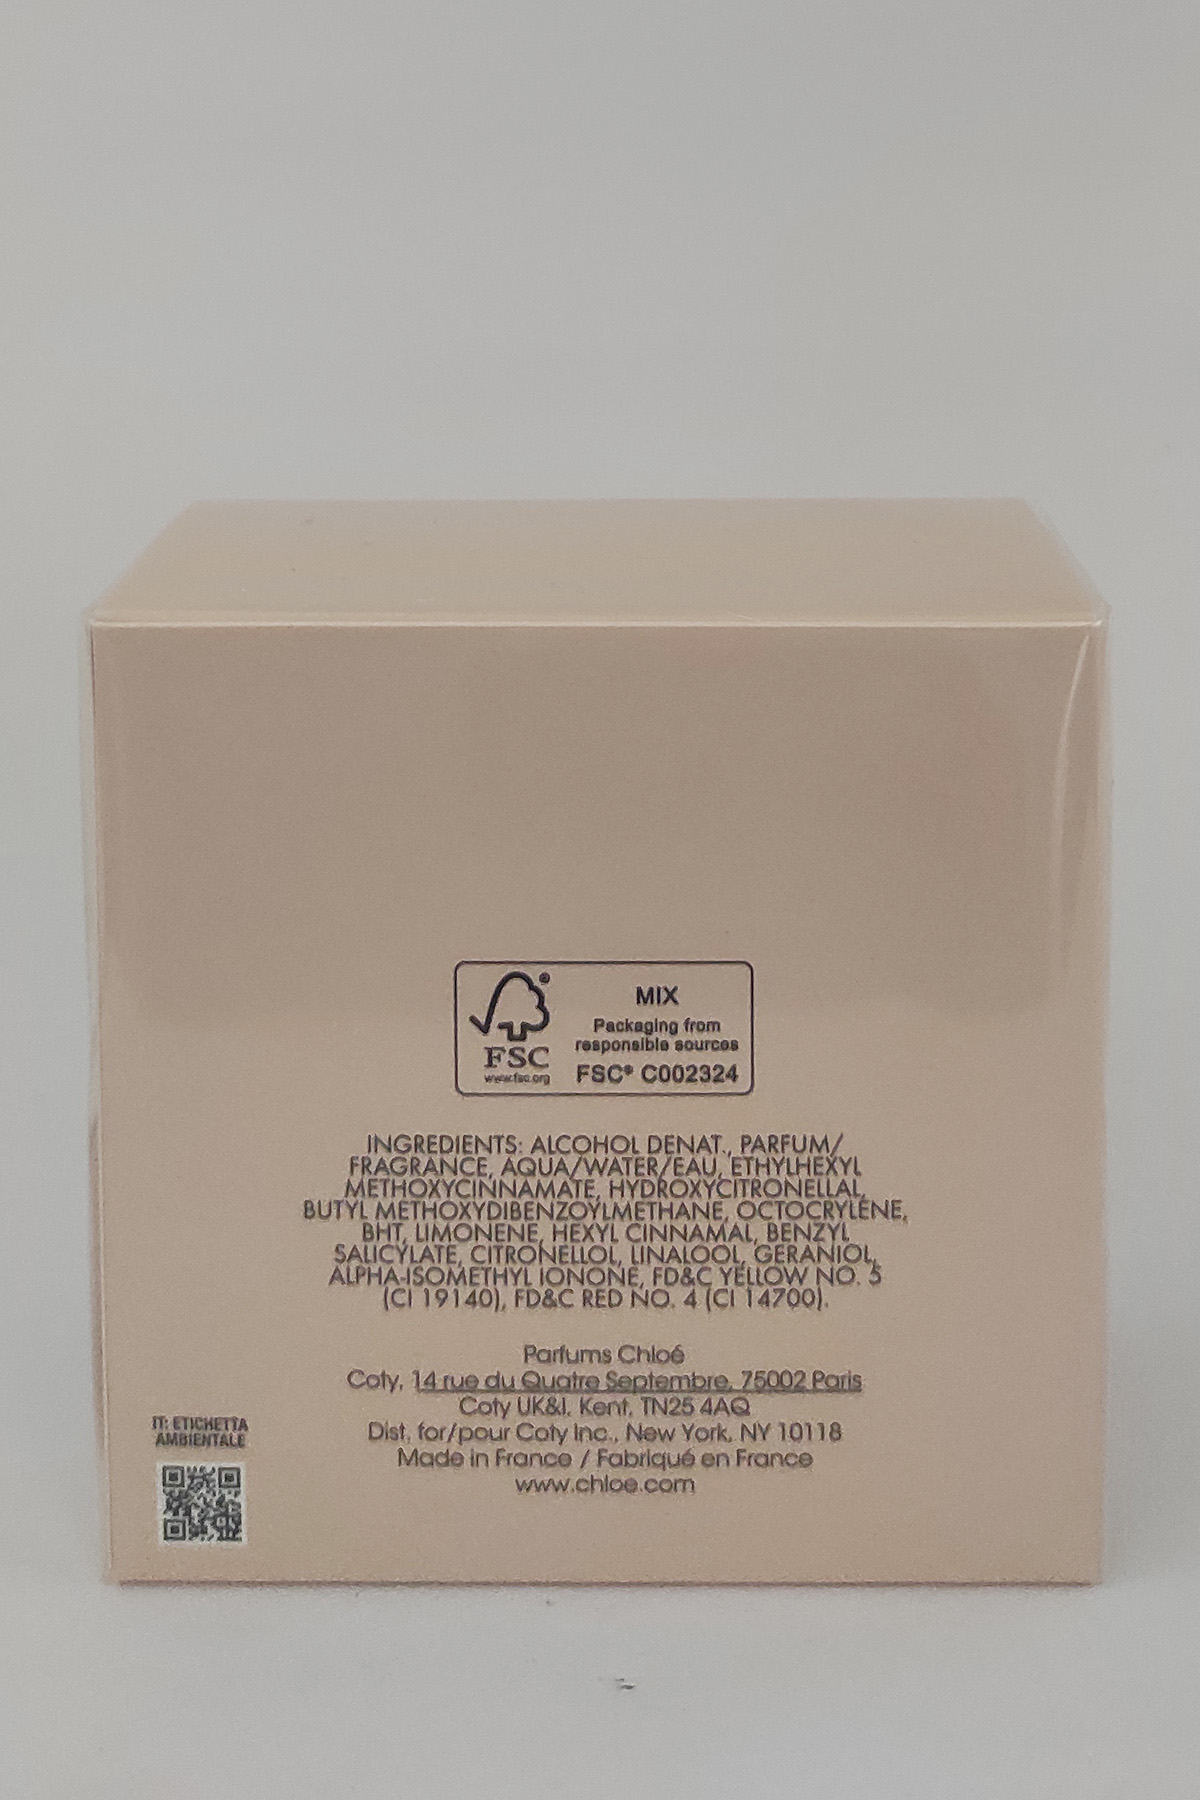 MIX
Packaging from
responsible sources
FSC® C002324
FSC
www.fsc.org
INGREDIENTS: ALCOHOL DENAT., PARFUM/
FRAGRANCE, AQUA/WATER/EAU, ETHYLHEXYL
METHOXYCINNAMATE, HYDROXYCITRONELLAL,
BUTYL METHOXYDIBENZOYLMETHANE, OCTOCRYLENE,
BHT, LIMONENE, HEXYL CINNAMAL, BENZYL
SALICYLATE, CITRONELLOL, LINALOOL, GERANIOL,
ALPHA-ISOMETHYL IONONE, FD&C YELLOW NO. 5
(CI 19140), FD&C RED NO. 4 (CI 14700).
Parfums Chloé
Coty, 14 rue du Quatre Septembre, 75002 Paris
Coty UK&I, Kent, TN25 4AQ
Dist. for/pour Coty Inc., New York, NY 10118
Made in France / Fabriqué en France
www.chloe.com
IT: ETICHETTA
AMBIENTALE